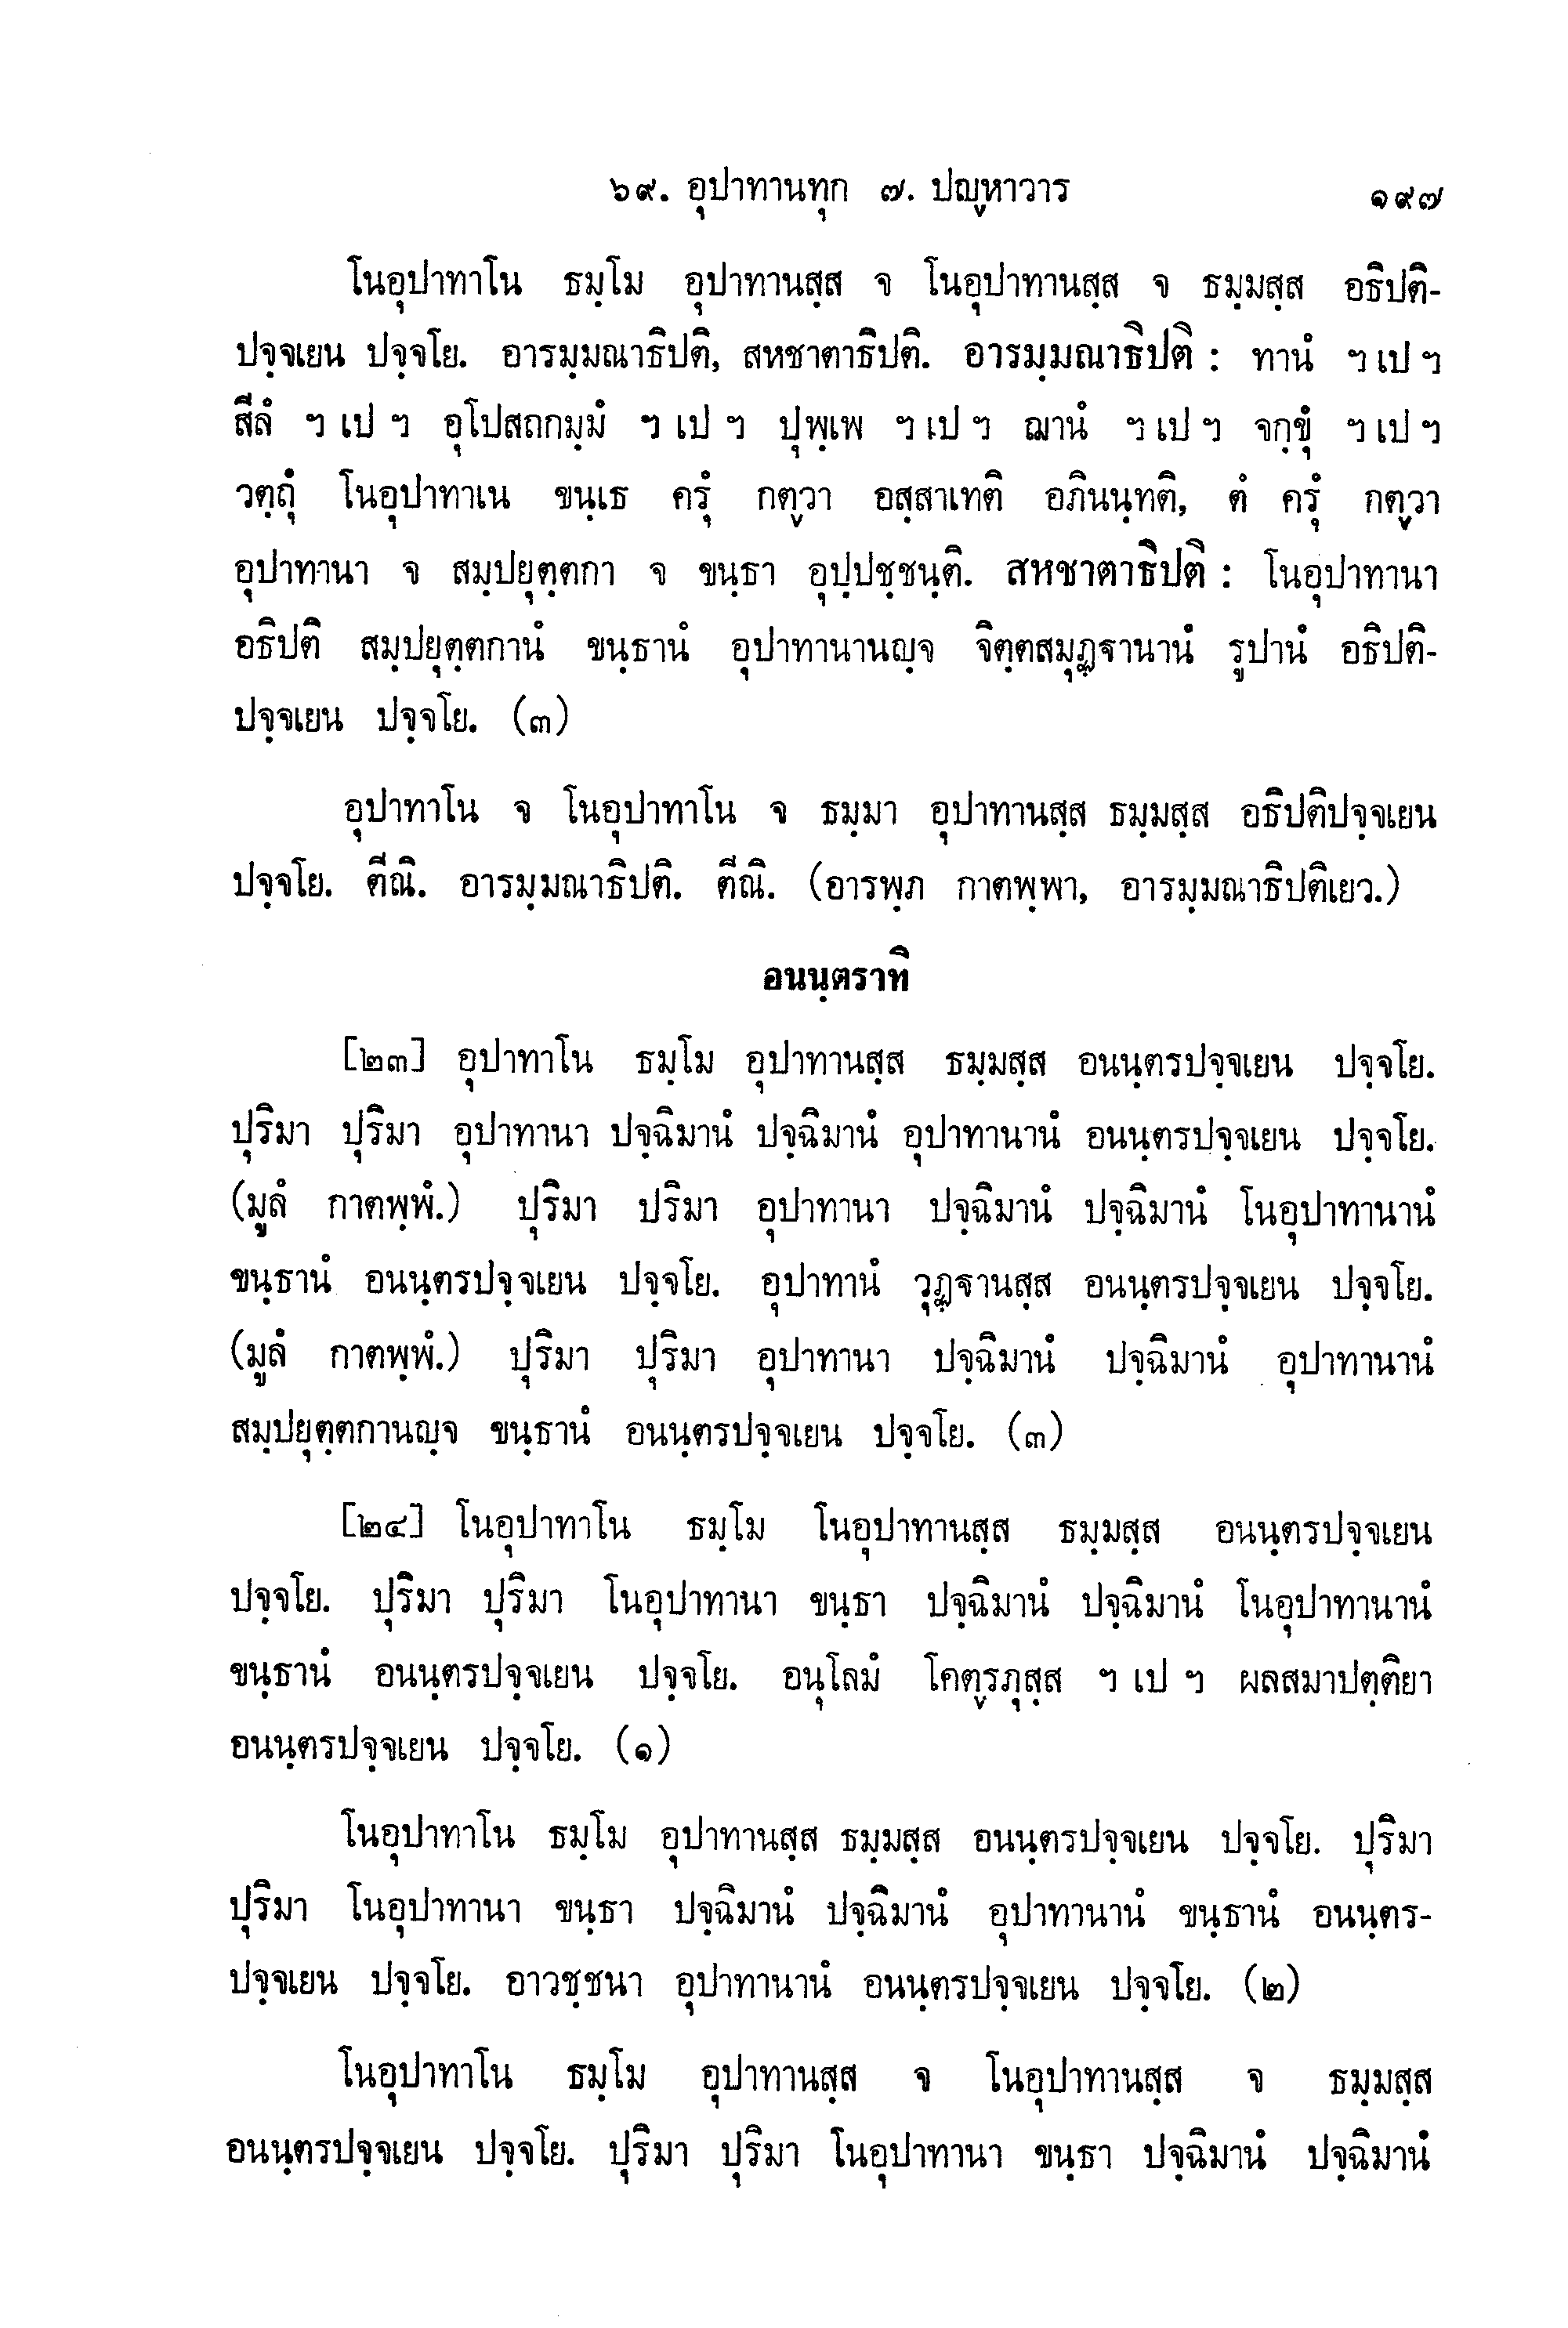 ๖๙. อุปาทานทุก ๗. ปญฺหาวาร ๑๙๗
โนอุปาทาโน ธมฺโม อุปาทานสฺส จ โนอุปาทานสฺส จ ธมฺมสฺส อธิปติ-
ปจฺจเยน ปจฺจโย. อารมฺมณาธิปติ, สหชาตาธิปติ. อารมฺมณาธิปติ : ทานํ ฯ เป ฯ
สีลํ ฯ เป ฯ อุโปสถกมฺมํ ฯ เป ฯ ปุพฺเพ ฯ เป ฯ ฌานํ ฯ เป ฯ จกฺขุํ ฯ เป ฯ
วตฺถุํ โนอุปาทาเน ขนฺเธ ครุํ กตฺวา อสฺสาเทติ อภินนฺทติ, ตํ ครุํ กตฺวา
อุปาทานา จ สมฺปยุตฺตกา จ ขนฺธา อุปฺปชฺชนฺติ. สหชาตาธิปติ : โนอุปาทานา
อธิปติ สมฺปยุตฺตกานํ ขนฺธานํ อุปาทานานญฺจ จิตฺตสมุฏฺฐานานํ รูปานํ อธิปติ-
ปจฺจเยน ปจฺจโย. (๓)
อุปาทาโน จ โนอุปาทาโน จ ธมฺมา อุปาทานสฺส ธมฺมสฺส อธิปติปจฺจเยน
ปจฺจโย. ตีณิ. อารมฺมณาธิปติ. ตีณิ. (อารพฺภ กาตพฺพา, อารมฺมณาธิปติเยว.)
อนนฺตราทิ
[๒๓] อุปาทาโน ธมฺโม อุปาทานสฺส ธมฺมสฺส อนนฺตรปจฺจเยน ปจฺจโย.
ปุริมา ปุริมา อุปาทานา ปจฺฉิมานํ ปจฺฉิมานํ อุปาทานานํ อนนฺตรปจฺจเยน ปจฺจโย.
(มูลํ กาตพฺพํ.) ปุริมา ปริมา อุปาทานา ปจฺฉิมานํ ปจฺฉิมานํ โนอุปาทานานํ
ขนฺธานํ อนนฺตรปจฺจเยน ปจฺจโย. อุปาทานํ วุฏฺฐานสฺส อนนฺตรปจฺจเยน ปจฺจโย.
(มูลํ กาตพฺพํ.) ปุริมา ปุริมา อุปาทานา ปจฺฉิมานํ ปจฺฉิมานํ อุปาทานานํ
สมฺปยุตฺตกานญฺจ ขนฺธานํ อนนฺตรปจฺจเยน ปจฺจโย. (๓)
[๒๔] โนอุปาทาโน ธมฺโม โนอุปาทานสฺส ธมฺมสฺส อนนฺตรปจฺจเยน
ปจฺจโย. ปุริมา ปุริมา โนอุปาทานา ขนฺธา ปจฺฉิมานํ ปจฺฉิมานํ โนอุปาทานานํ
ขนฺธานํ อนนฺตรปจฺจเยน ปจฺจโย. อนุโลมํ โคตฺรภุสฺส ฯ เป ฯ ผลสมาปตฺติยา
อนนฺตรปจฺจเยน ปจฺจโย. (๑)
โนอุปาทาโน ธมฺโม อุปาทานสฺส ธมฺมสฺส อนนฺตรปจฺจเยน ปจฺจโย. ปุริมา
ปุริมา โนอุปาทานา ขนฺธา ปจฺฉิมานํ ปจฺฉิมานํ อุปาทานานํ ขนฺธานํ อนนฺตร-
ปจฺจเยน ปจฺจโย. อาวชฺชนา อุปาทานานํ อนนฺตรปจฺจเยน ปจฺจโย. (๒)
โนอุปาทาโน ธมฺโม อุปาทานสฺส จ โนอุปาทานสฺส จ ธมฺมสฺส
อนนฺตรปจฺจเยน ปจฺจโย. ปุริมา ปุริมา โนอุปาทานา ขนฺธา ปจฺฉิมานํ ปจฺฉิมานํ